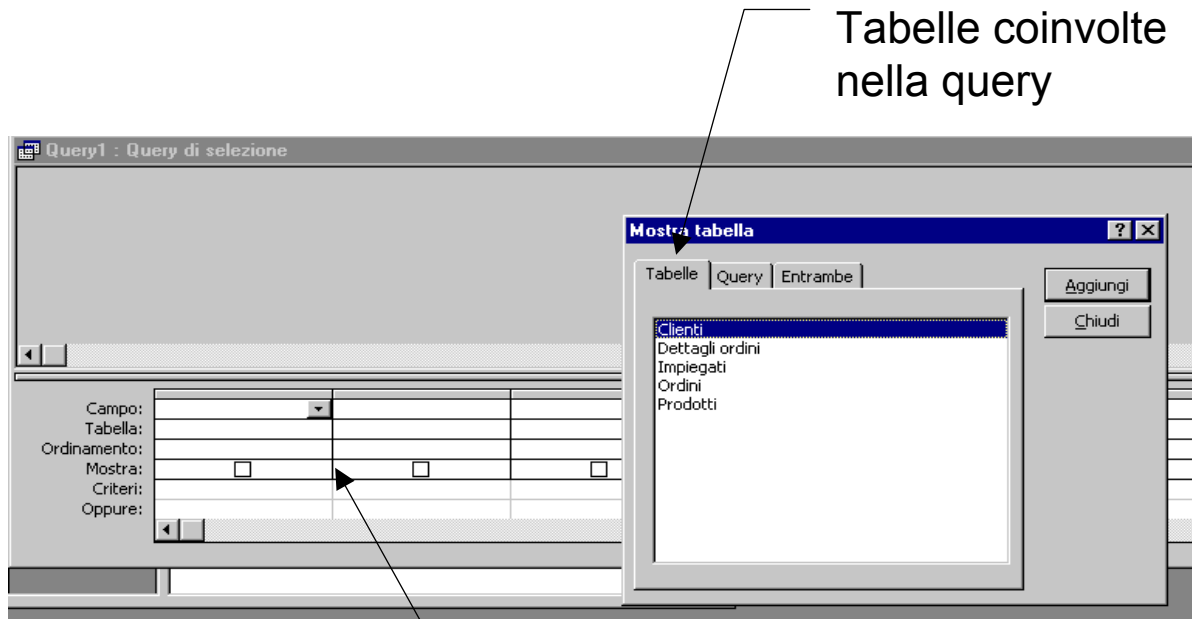 Tabelle coinvolte
nella query
Query1 : Query di selezione
Mostra tabella
Tabelle Query Entrambe
Aggiungi
Chiudi
Clienti
Dettagli ordini
Impiegati
Ordini
Prodotti
Campo:
Tabella:
Ordinamento:
Mostra:
Criteri:
Oppure: